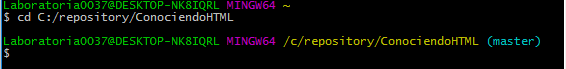 Laboratoria0037@DESKTOP-NK8IQRL MINGW64 ~
$ cd C:/repository/ConociendoHTML
Laboratoria0037@DESKTOP-NK8IQRL MINGW64 /c/repository/ConociendoHTML (master)
$